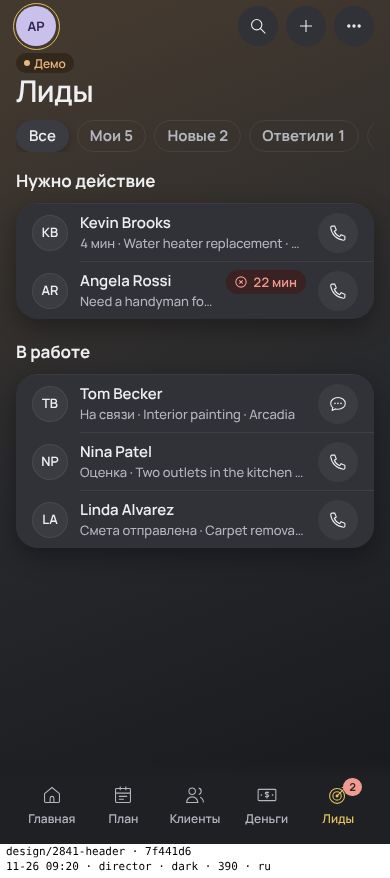 AP
Демо
Лиды
Все
Мои 5
Новые 2
Ответили 1
Нужно действие
KB
Kevin Brooks
4 мин · Water heater replacement · ...
AR
Angela Rossi
22 мин
Need a handyman fo...
В работе
TB
Tom Becker
На связи · Interior painting · Arcadia
NP
Nina Patel
Оценка · Two outlets in the kitchen ...
LA
Linda Alvarez
Смета отправлена · Carpet remova...
2
Главная
План
Клиенты
Деньги
Лиды
design/2841-header · 7f441d6
11-26 09:20 · director · dark · 390 · ru